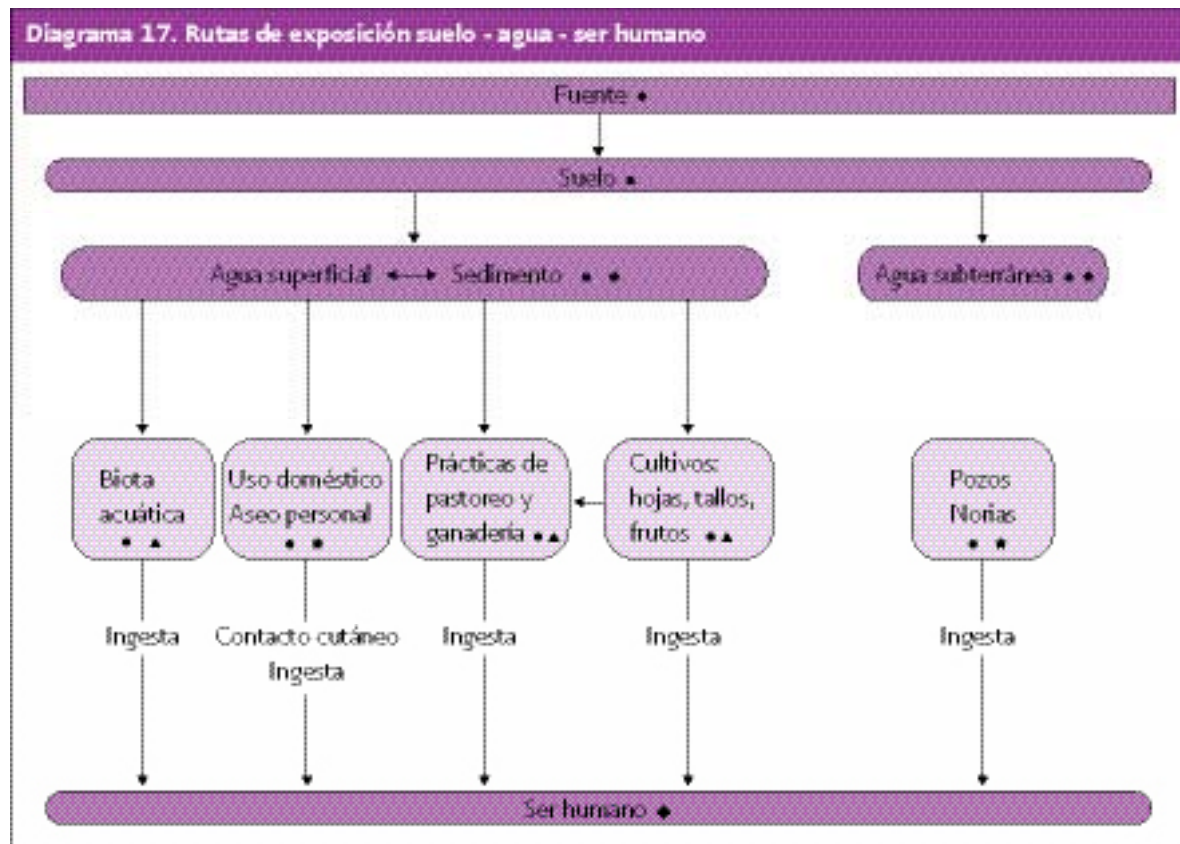 Diagrama 17. Rutas de exposición suelo - agua - ser humano
Fuente
Suelo
Agua superficial Sedimento
Agua subterránea
Biota
acuática
Uso doméstico
Aseo personal
Prácticas de
pastoreo y
ganadería
Cultivos:
hojas, tallos,
frutos
Pozos
Norias
Ingesta
Contacto cutáneo
Ingesta
Ingesta
Ingesta
Ingesta
Ser humano